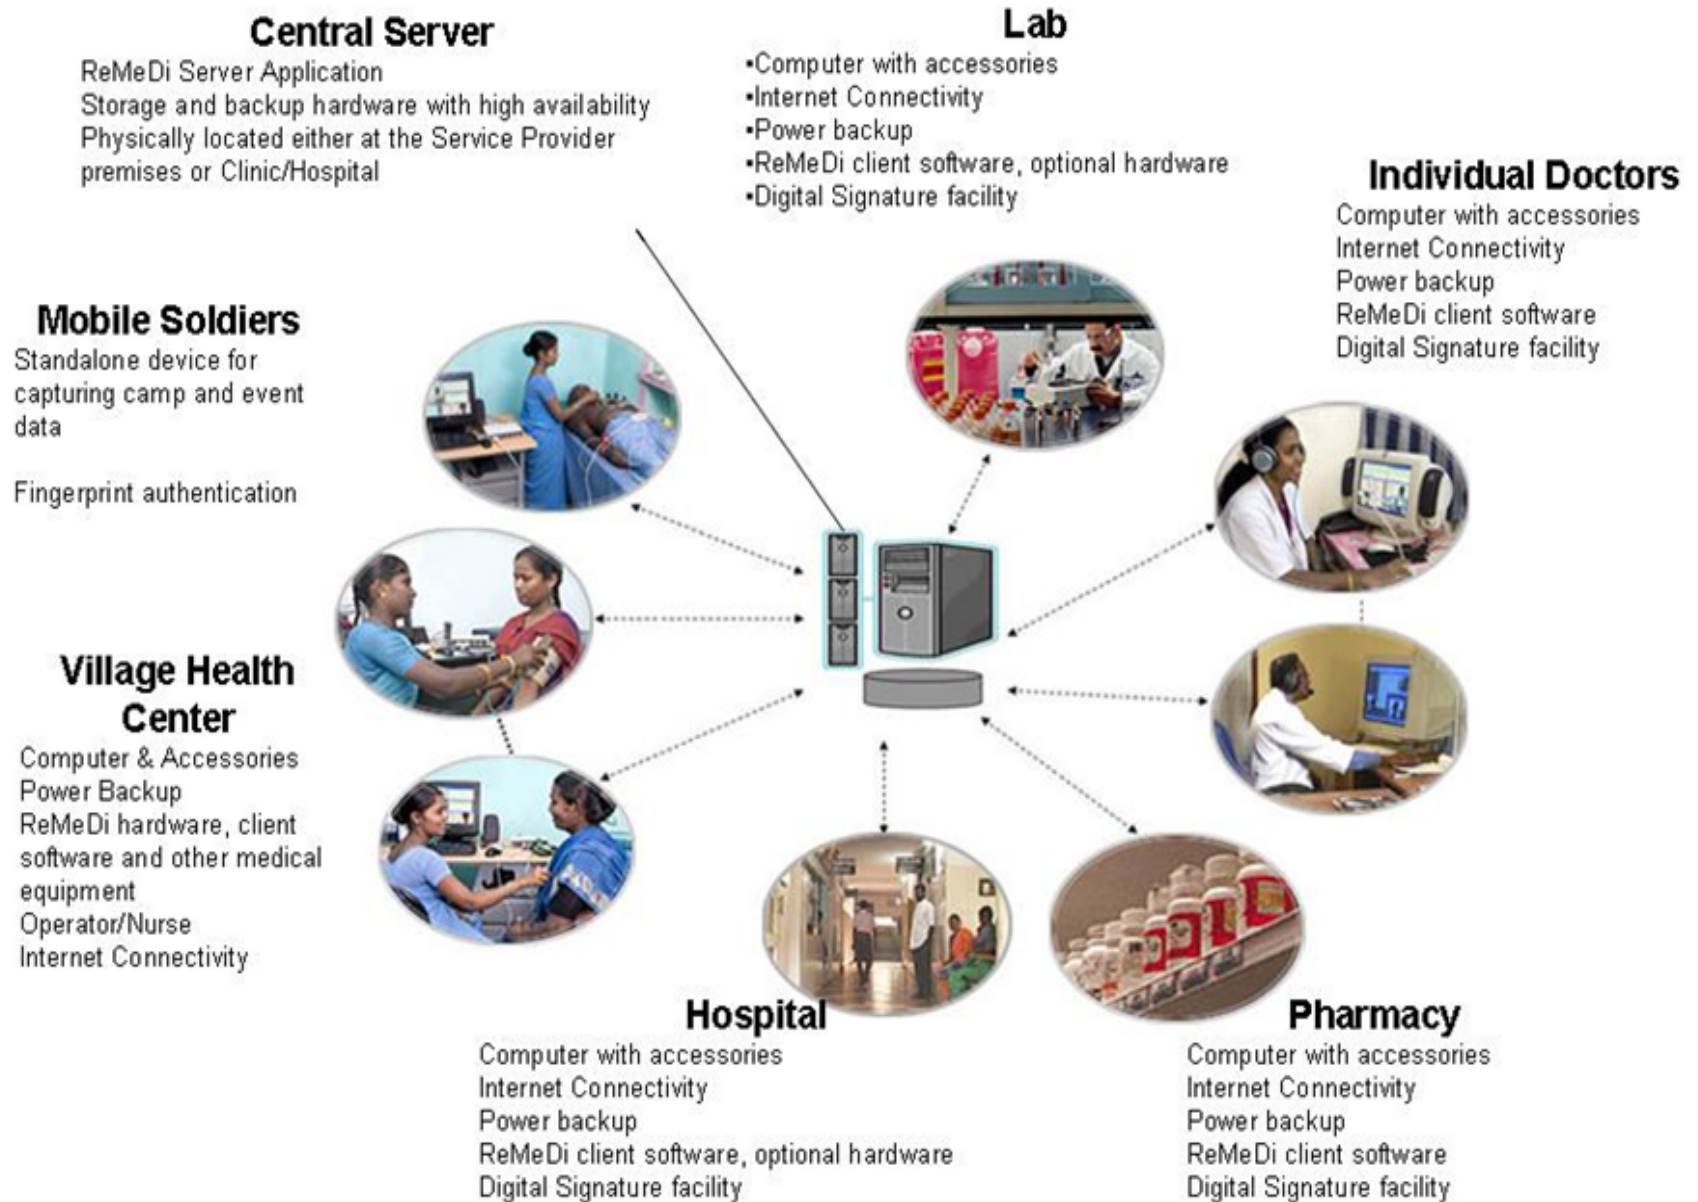 Central Server
ReMeDi Server Application
Storage and backup hardware with high availability
Physically located either at the Service Provider
premises or Clinic/Hospital
Lab
•Computer with accessories
•Internet Connectivity
•Power backup
•ReMeDi client software, optional hardware
•Digital Signature facility
Individual Doctors
Computer with accessories
Internet Connectivity
Power backup
ReMeDi client software
Digital Signature facility
Mobile Soldiers
Standalone device for
capturing camp and event
data
Fingerprint authentication
Village Health
Center
Computer & Accessories
Power Backup
ReMeDi hardware, client
software and other medical
equipment
Operator/Nurse
Internet Connectivity
Hospital
Computer with accessories
Internet Connectivity
Power backup
ReMeDi client software, optional hardware
Digital Signature facility
Pharmacy
Computer with accessories
Internet Connectivity
Power backup
ReMeDi client software
Digital Signature facility